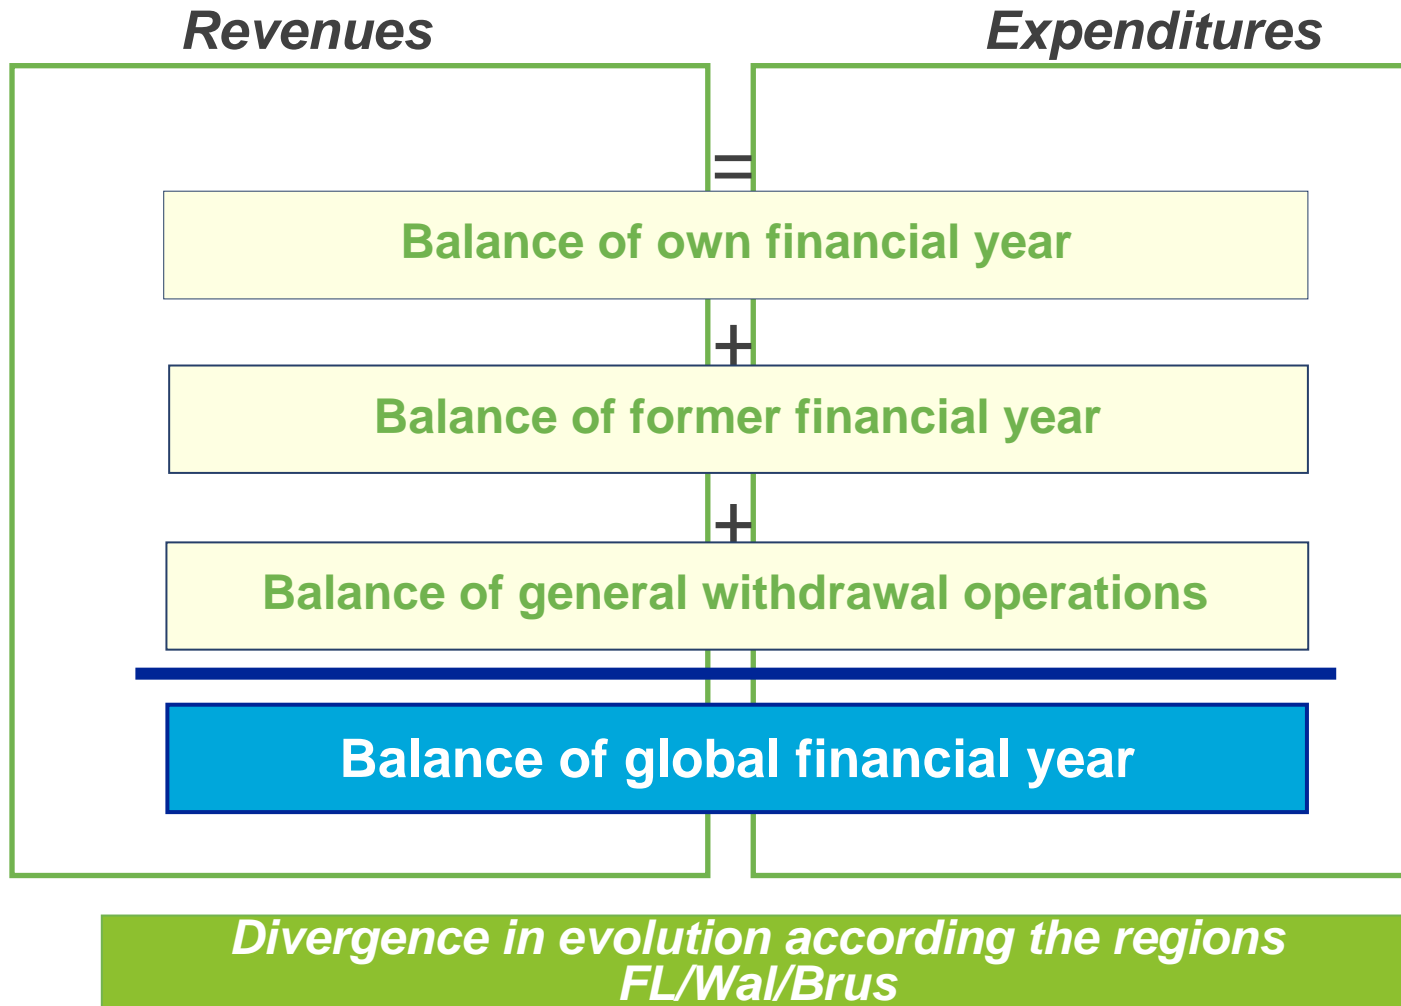 Revenues
Expenditures
=
Balance of own financial year
+
Balance of former financial year
+
Balance of general withdrawal operations
Balance of global financial year
Divergence in evolution according the regions
FL/Wal/Brus